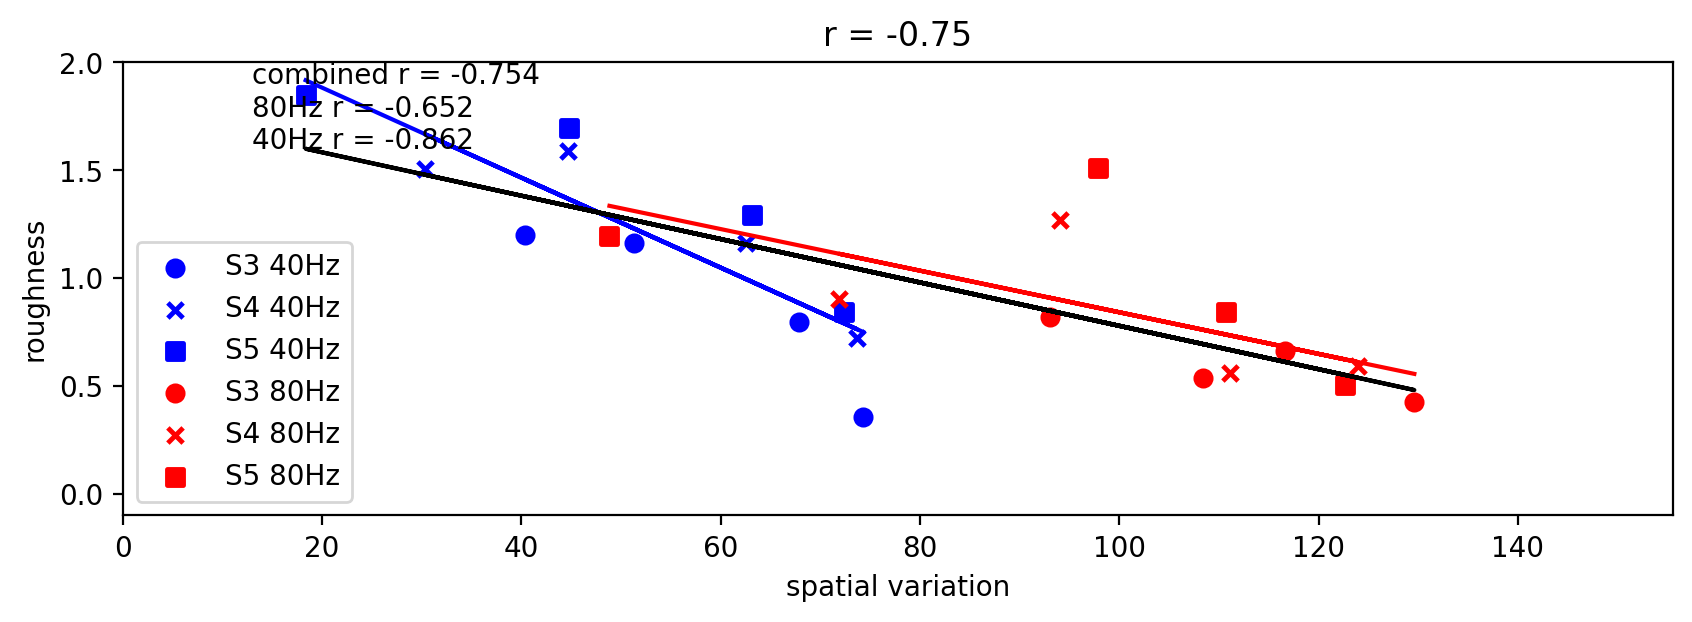 r = -0.75
combined r = -0.754
80Hz r = -0.652
40Hz r = -0.862
2.0
1.5
1.0
0.5
0.0
roughness
S3 40Hz
S4 40Hz
S5 40Hz
S3 80Hz
S4 80Hz
S5 80Hz
0 20 40 60 80 100 120 140
spatial variation